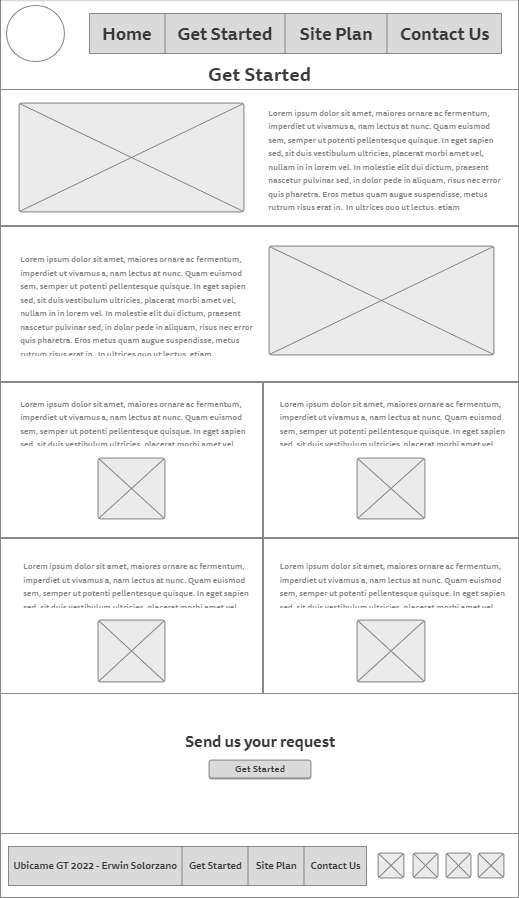 Home Get Started Site Plan Contact Us
Get Started
Lorem ipsum dolor sit amet, maiores ornare ac fermentum,
imperdiet ut vivamus a, nam lectus at nunc. Quam euismod
sem, semper ut potenti pellentesque quisque. In eget sapien
sed, sit duis vestibulum ultricies, placerat morbi amet vel,
nullam in in lorem vel. In molestie elit dui dictum, praesent
nascetur pulvinar sed, in dolor pede in aliquam, risus nec error
quis pharetra. Eros metus quam augue suspendisse, metus
rutrum risus erat in. In ultrices quo ut lectus, etiam
Lorem ipsum dolor sit amet, maiores ornare ac fermentum,
imperdiet ut vivamus a, nam lectus at nunc. Quam euismod
sem, semper ut potenti pellentesque quisque. In eget sapien
sed, sit duis vestibulum ultricies, placerat morbi amet vel,
nullam in in lorem vel. In molestie elit dui dictum, praesent
nascetur pulvinar sed, in dolor pede in aliquam, risus nec error
quis pharetra. Eros metus quam augue suspendisse, metus
rutrum risus erat in. In ultrices quo ut lectus, etiam
Lorem ipsum dolor sit amet, maiores ornare ac fermentum,
imperdiet ut vivamus a, nam lectus at nunc. Quam euismod
sem, semper ut potenti pellentesque quisque. In eget sapien
sed, sit duis vestibulum ultricies, placerat morbi amet vel
Lorem ipsum dolor sit amet, maiores ornare ac fermentum,
imperdiet ut vivamus a, nam lectus at nunc. Quam euismod
sem, semper ut potenti pellentesque quisque. In eget sapien
sed, sit duis vestibulum ultricies, placerat morbi amet vel
Lorem ipsum dolor sit amet, maiores ornare ac fermentum,
imperdiet ut vivamus a, nam lectus at nunc. Quam euismod
sem, semper ut potenti pellentesque quisque. In eget sapien
sed, sit duis vestibulum ultricies, placerat morbi amet vel
Lorem ipsum dolor sit amet, maiores ornare ac fermentum,
imperdiet ut vivamus a, nam lectus at nunc. Quam euismod
sem, semper ut potenti pellentesque quisque. In eget sapien
sed, sit duis vestibulum ultricies, placerat morbi amet vel
Send us your request
Get Started
Ubicame GT 2022 - Erwin Solorzano Get Started Site Plan Contact Us